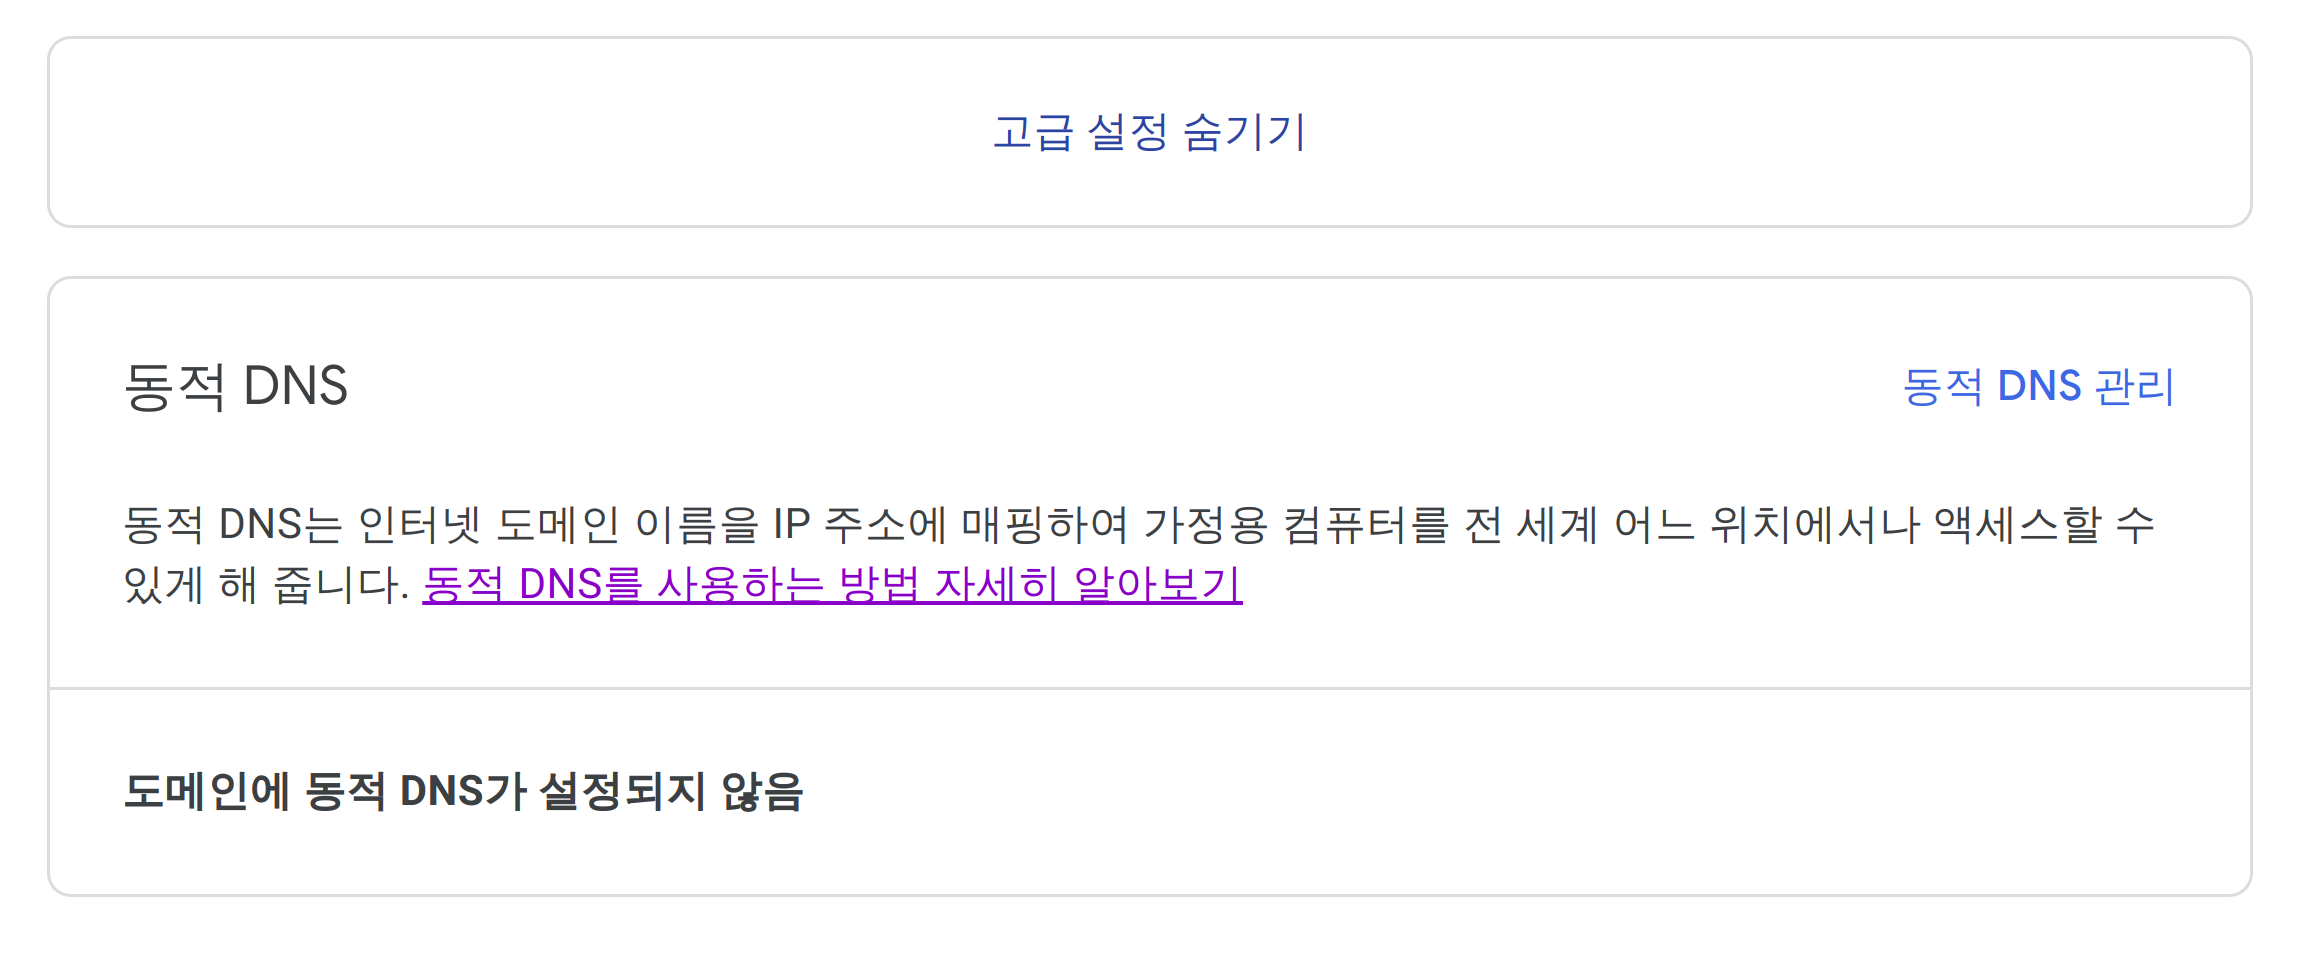 고급 설정 숨기기
동적 DNS
동적 DNS 관리
동적 DNS는 인터넷 도메인 이름을 IP 주소에 매핑하여 가정용 컴퓨터를 전 세계 어느 위치에서나 액세스할 수
있게 해 줍니다. 동적 DNS를 사용하는 방법 자세히 알아보기
도메인에 동적 DNS가 설정되지 않음